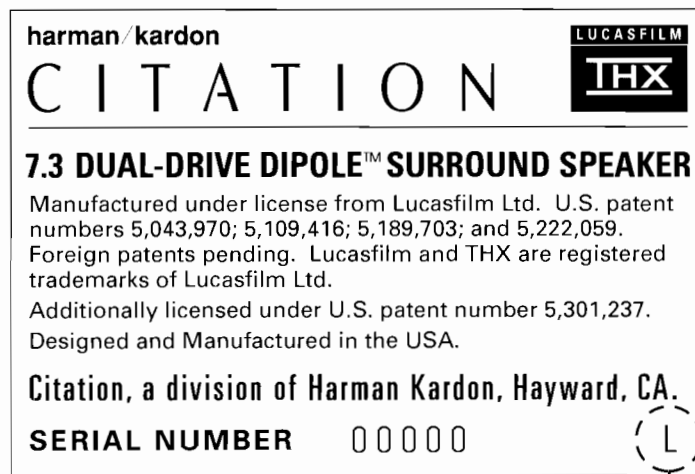 harman/kardon
LUCASFILM
THX
CITATION
7.3 DUAL-DRIVE DIPOLE™ SURROUND SPEAKER
Manufactured under license from Lucasfilm Ltd. U.S. patent
numbers 5,043,970; 5,109,416; 5,189,703; and 5,222,059.
Foreign patents pending. Lucasfilm and THX are registered
trademarks of Lucasfilm Ltd.
Additionally licensed under U.S. patent number 5,301,237.
Designed and Manufactured in the USA.
Citation, a division of Harman Kardon, Hayward, CA.
SERIAL NUMBER 00000
L